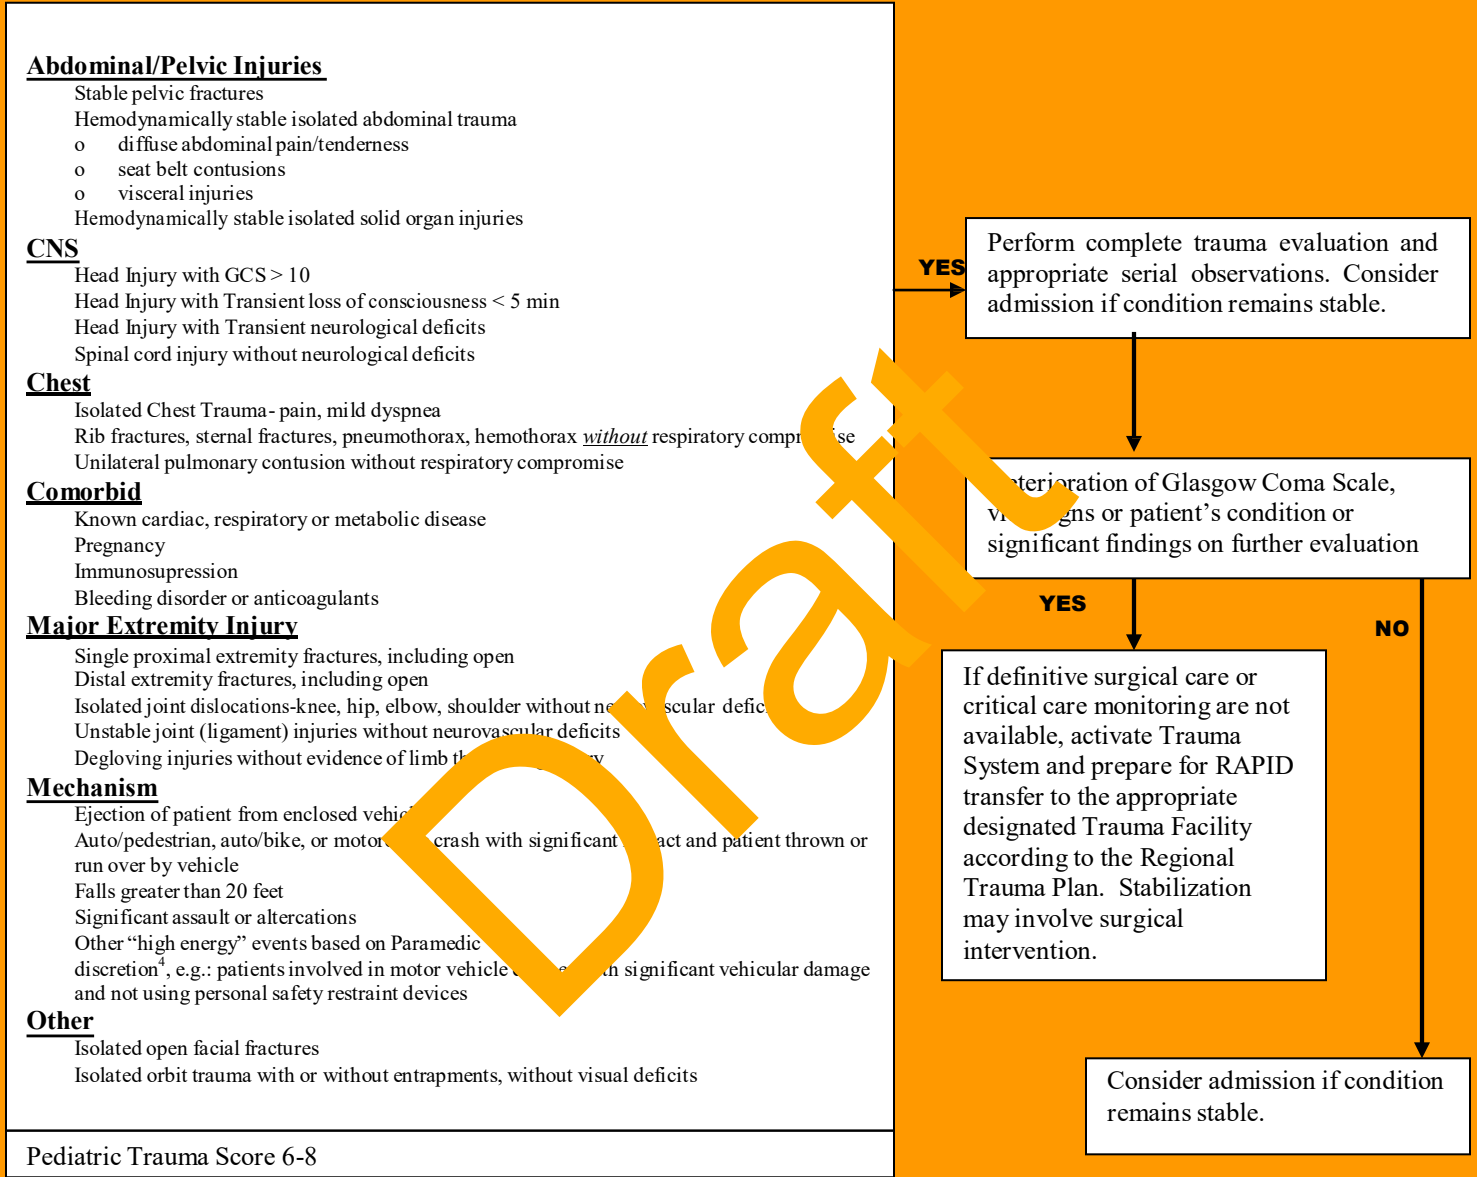 Abdominal/Pelvic Injuries
Stable pelvic fractures
Hemodynamically stable isolated abdominal trauma
o diffuse abdominal pain/tenderness
o seat belt contusions
o visceral injuries
Hemodynamically stable isolated solid organ injuries
CNS
Head Injury with GCS > 10
Head Injury with Transient loss of consciousness < 5 min
Head Injury with Transient neurological deficits
Spinal cord injury without neurological deficits
Chest
Isolated Chest Trauma- pain, mild dyspnea
Rib fractures, sternal fractures, pneumothorax, hemothorax without respiratory
Unilateral pulmonary contusion without respiratory compromise
Comorbid
Known cardiac, respiratory or metabolic disease
Pregnancy
Immunosupression
Bleeding disorder or anticoagulants
Major Extremity Injury
Single proximal extremity fractures, including open
Distal extremity fractures, including open
Isolated joint dislocations-knee, hip, elbow, shoulder without
Unstable joint (ligament) injuries without neurovascular deficits
Degloving injuries without evidence of limb
Mechanism
Ejection of patient from enclosed
Auto/pedestrian, auto/bike, or crash with significant and patient thrown or
run over by vehicle
Falls greater than 20 feet
Significant assault or altercations
Other “high energy” events based on Paramedic
discretion4, e.g.: patients involved in motor vehicle significant vehicular damage
and not using personal safety restraint devices
Other
Isolated open facial fractures
Isolated orbit trauma with or without entrapments, without visual deficits
Pediatric Trauma Score 6-8
YES
Perform complete trauma evaluation and
appropriate serial observations. Consider
admission if condition remains stable.
of Glasgow Coma Scale,
or patient’s condition or
significant findings on further evaluation
YES
NO
If definitive surgical care or
critical care monitoring are not
available, activate Trauma
System and prepare for RAPID
transfer to the appropriate
designated Trauma Facility
according to the Regional
Trauma Plan. Stabilization
may involve surgical
intervention.
Consider admission if condition
remains stable.
Draft